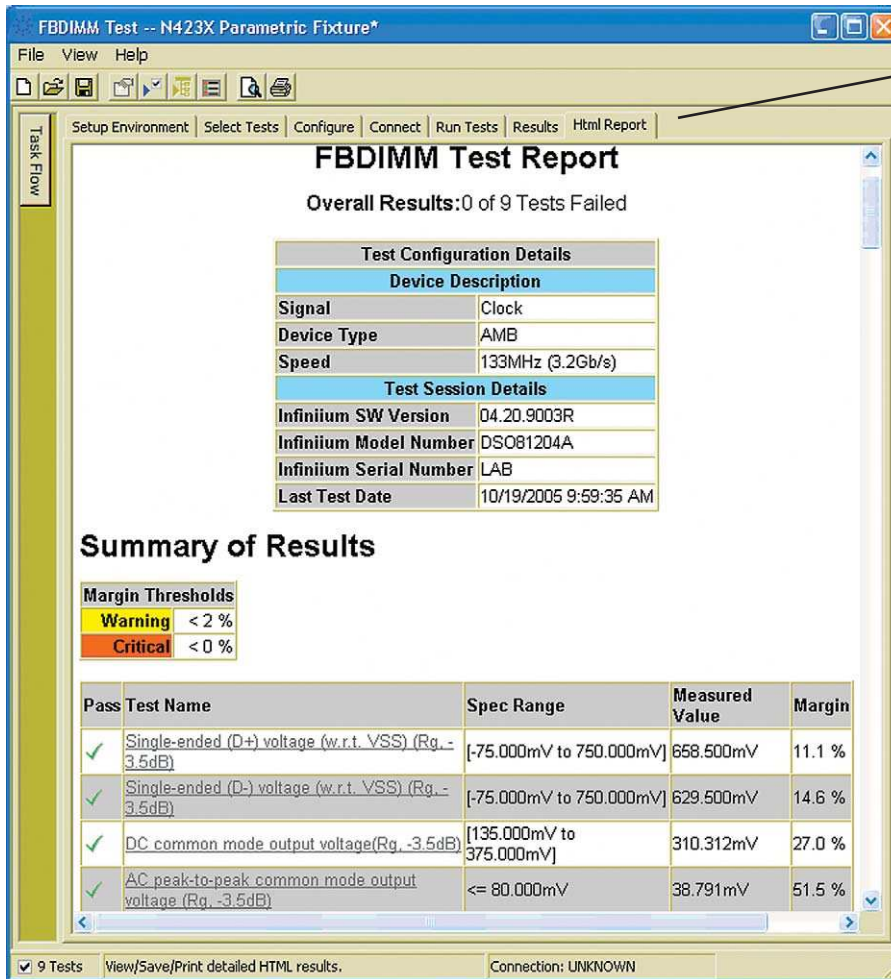 FBDIMM Test -- N423X Parametric Fixture*
File View Help
Task Flow
Setup Environment Select Tests Configure Connect Run Tests Results Html Report
FBDIMM Test Report
Overall Results:0 of 9 Tests Failed
Test Configuration Details
Device Description
Signal Clock
Device Type AMB
Speed 133MHz (3.2Gb/s)
Test Session Details
Infiniium SW Version 04.20.9003R
Infiniium Model Number DSO81204A
Infiniium Serial Number LAB
Last Test Date 10/19/2005 9:59:35 AM
Summary of Results
Margin Thresholds
Warning < 2 %
Critical < 0 %
Pass Test Name Spec Range Measured Value Margin
Single-ended (D+) voltage (w.r.t. VSS) (Rg, -
3.5dB) [-75.000mV to 750.000mV] 658.500mV 11.1 %
Single-ended (D-) voltage (w.r.t. VSS) (Rg, -
3.5dB) [-75.000mV to 750.000mV] 629.500mV 14.6 %
DC common mode output voltage(Rg, -3.5dB) [135.000mV to
375.000mV] 310.312mV 27.0 %
AC peak-to-peak common mode output
voltage (Rg, -3.5dB) <= 80.000mV 38.791mV 51.5 %
9 Tests View/Save/Print detailed HTML results. Connection: UNKNOWN